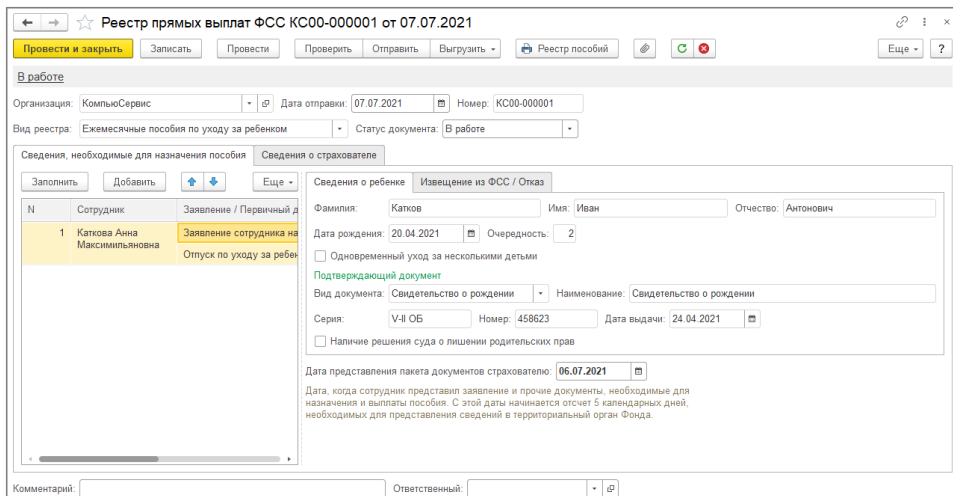 Реестр прямых выплат ФСС КС00-000001 от 07.07.2021
Провести и закрыть Записать Провести Проверить Отправить Выгрузить Реестр пособий Еще ?
В работе
Организация: КомпьюСервис Дата отправки: 07.07.2021 Номер: КС00-000001
Вид реестра: Ежемесячные пособия по уходу за ребенком Статус документа: В работе
Сведения, необходимые для назначения пособия Сведения о страхователе
Заполнить Добавить Еще
N Сотрудник Заявление / Первичный д
1 Каткова Анна Максимильяновна Заявление сотрудника на
Отпуск по уходу за ребен
Сведения о ребенке Извещение из ФСС / Отказ
Фамилия: Катков Имя: Иван Отчество: Антонович
Дата рождения: 20.04.2021 Очередность: 2
Одновременный уход за несколькими детьми
Подтверждающий документ
Вид документа: Свидетельство о рождении Наименование: Свидетельство о рождении
Серия: V-II ОБ Номер: 458623 Дата выдачи: 24.04.2021
Наличие решения суда о лишении родительских прав
Дата представления пакета документов страхователю: 06.07.2021
Дата, когда сотрудник представил заявление и прочие документы, необходимые для
назначения и выплаты пособия. С этой даты начинается отсчет 5 календарных дней,
необходимых для представления сведений в территориальный орган Фонда.
Комментарий: Ответственный: